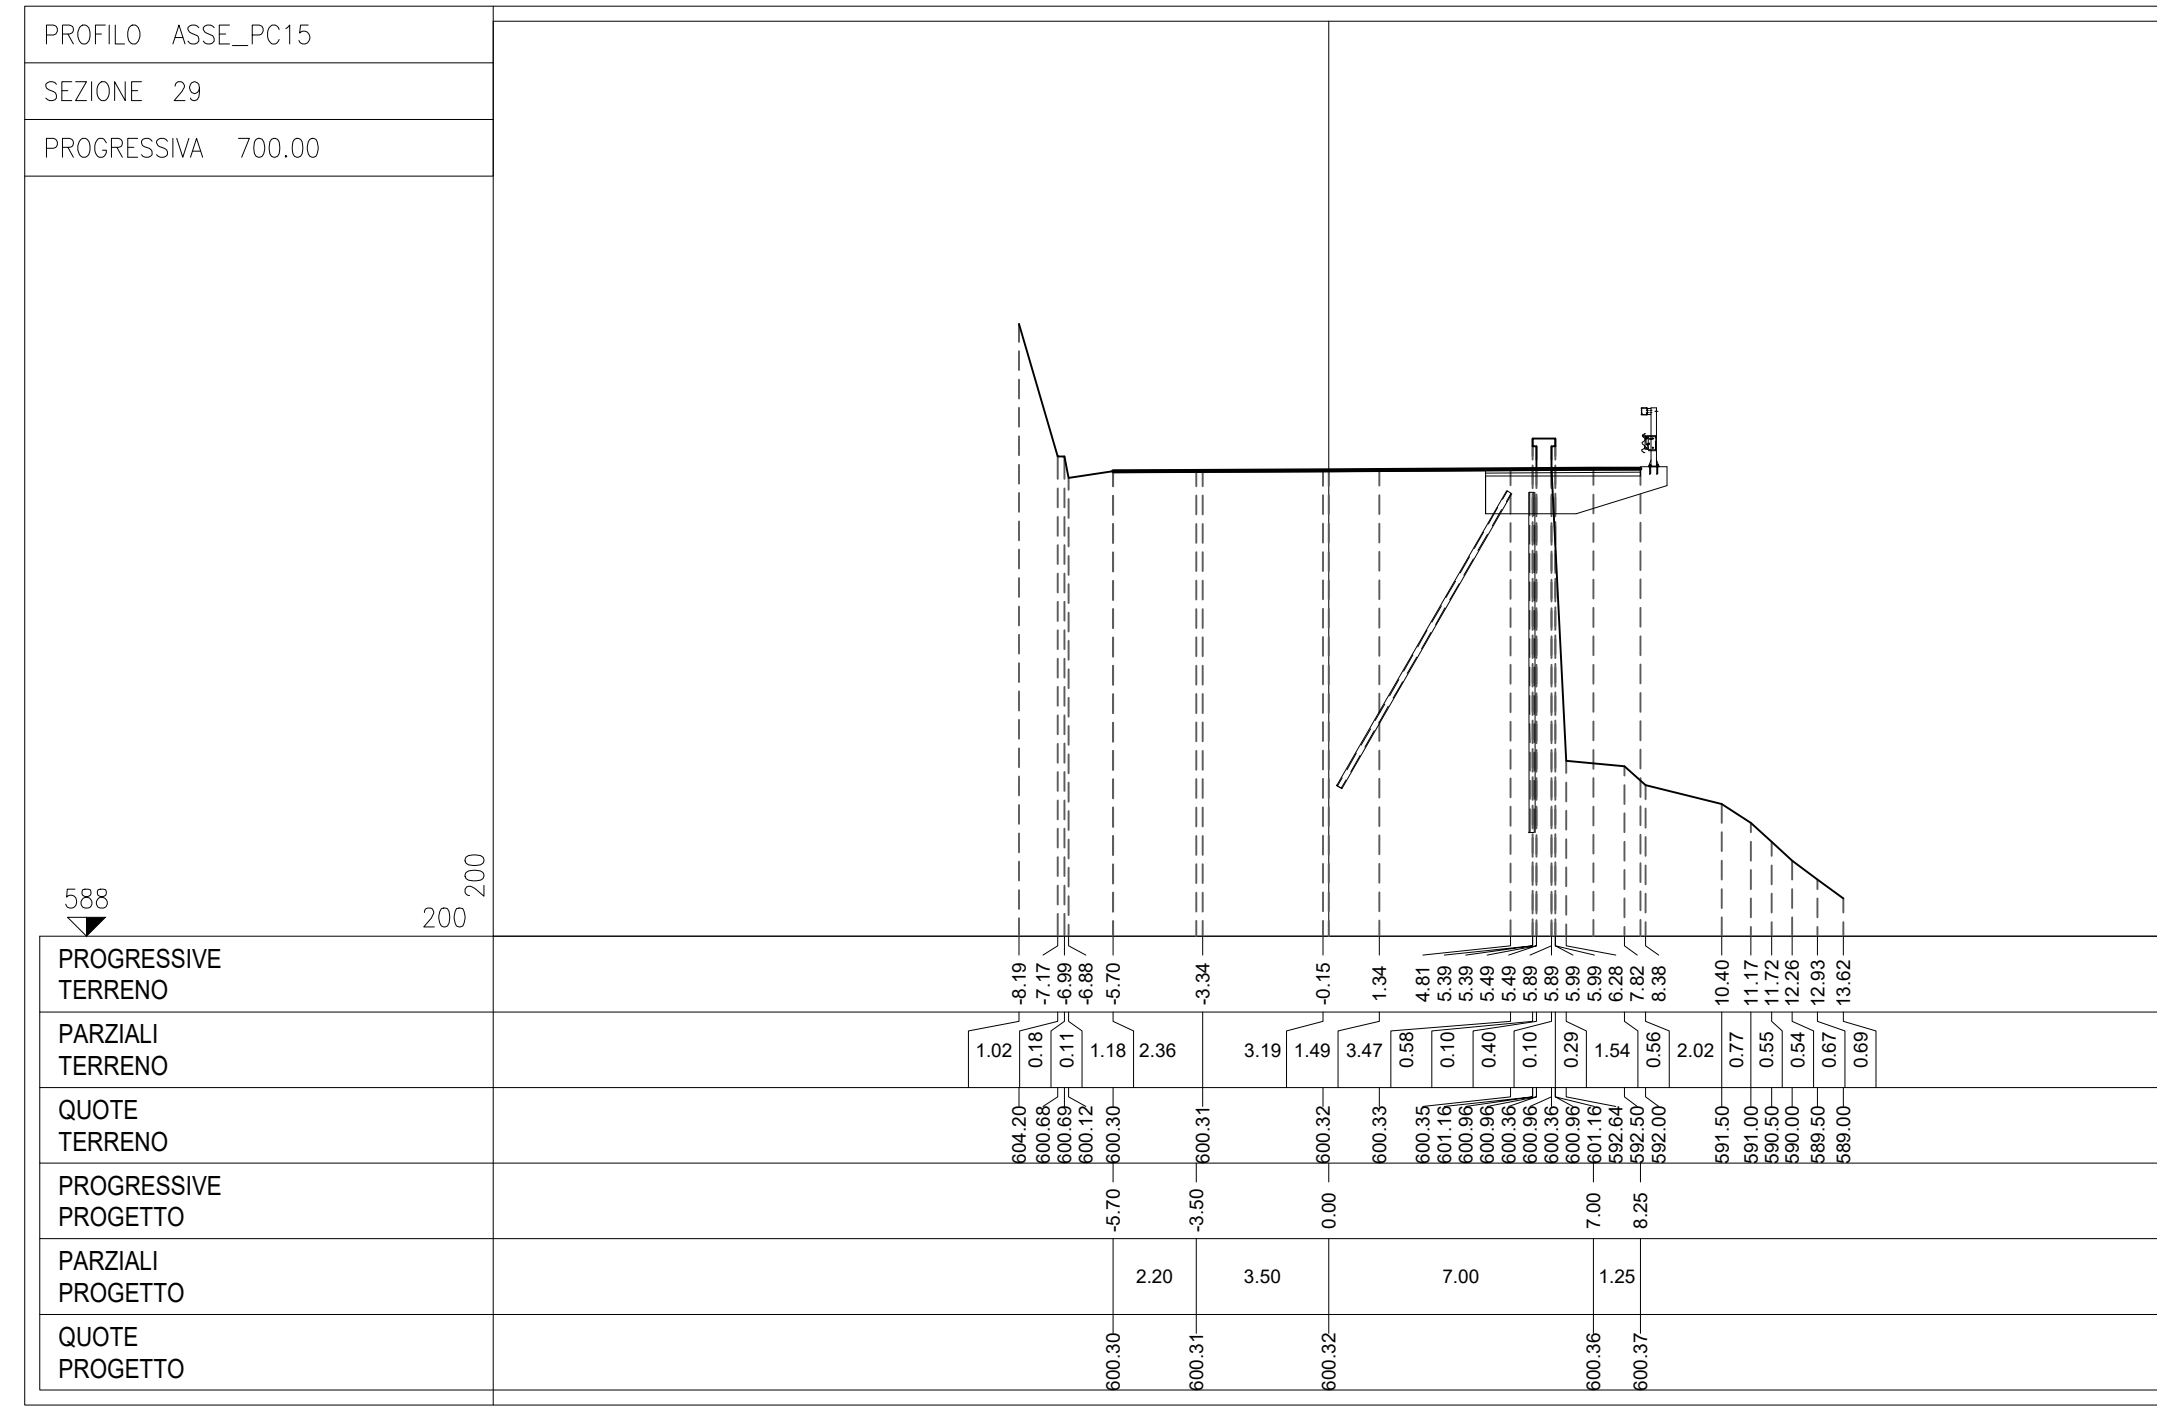 PROFILO ASSE_PC15
SEZIONE 29
PROGRESSIVA 700.00
588
200
200
PROGRESSIVE
TERRENO
-8.19 -7.17 -6.99 -6.88 -5.70 -3.34 -0.15 1.34 4.81 5.39 5.39 5.49 5.49 5.89 5.89 5.99 5.99 6.28 7.82 8.38 10.40 11.17 11.72 12.26 12.93 13.62
PARZIALI
TERRENO
1.02 0.18 0.11 1.18 2.36 3.19 1.49 3.47 0.58 0.10 0.40 0.10 0.29 1.54 0.56 2.02 0.77 0.55 0.54 0.67 0.69
QUOTE
TERRENO
604.20 600.68 600.69 600.12 600.30 600.31 600.32 600.33 600.35 601.16 600.96 600.96 600.36 600.96 600.36 600.96 601.16 592.64 592.50 592.00 591.50 591.00 590.50 590.00 589.50 589.00
PROGRESSIVE
PROGETTO
-5.70 -3.50 0.00 7.00 8.25
PARZIALI
PROGETTO
2.20 3.50 7.00 1.25
QUOTE
PROGETTO
600.30 600.31 600.32 600.36 600.37